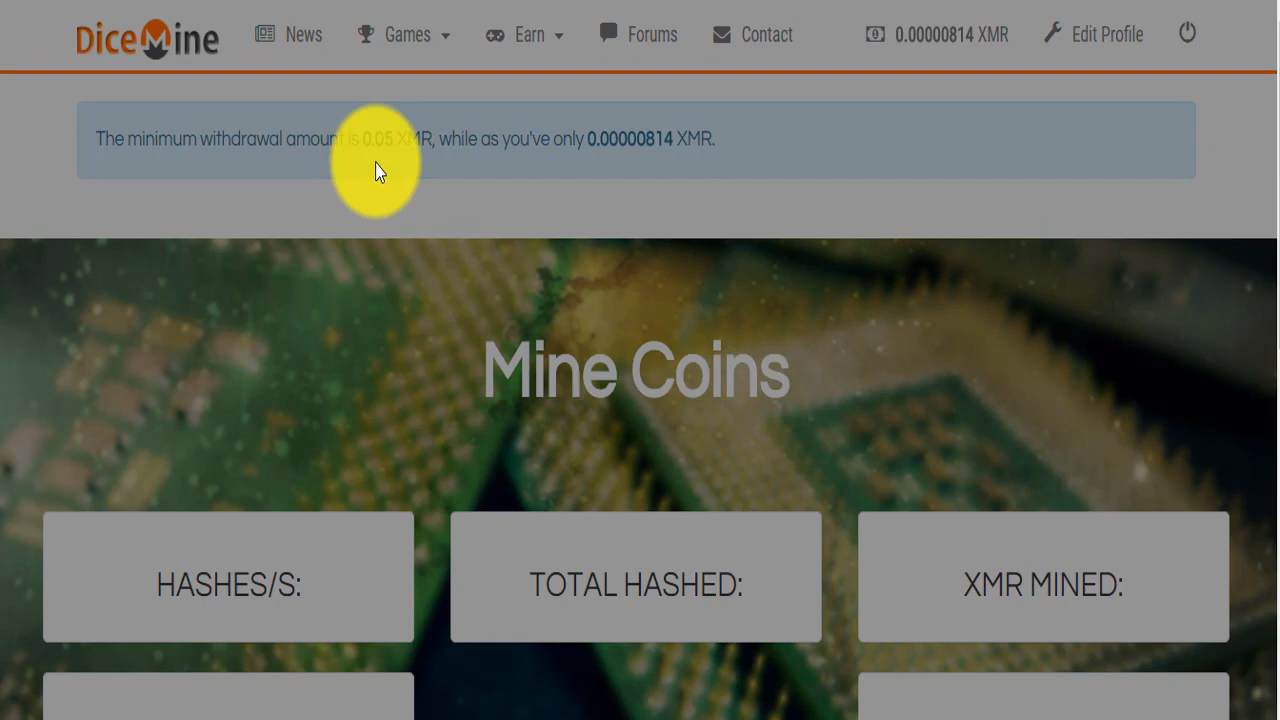 DiceMine News Games Earn Forums Contact 0.00000814 XMR Edit Profile
The minimum withdrawal amount is 0.05 XMR, while as you've only 0.00000814 XMR.
Mine Coins
HASHES/S: TOTAL HASHED: XMR MINED: